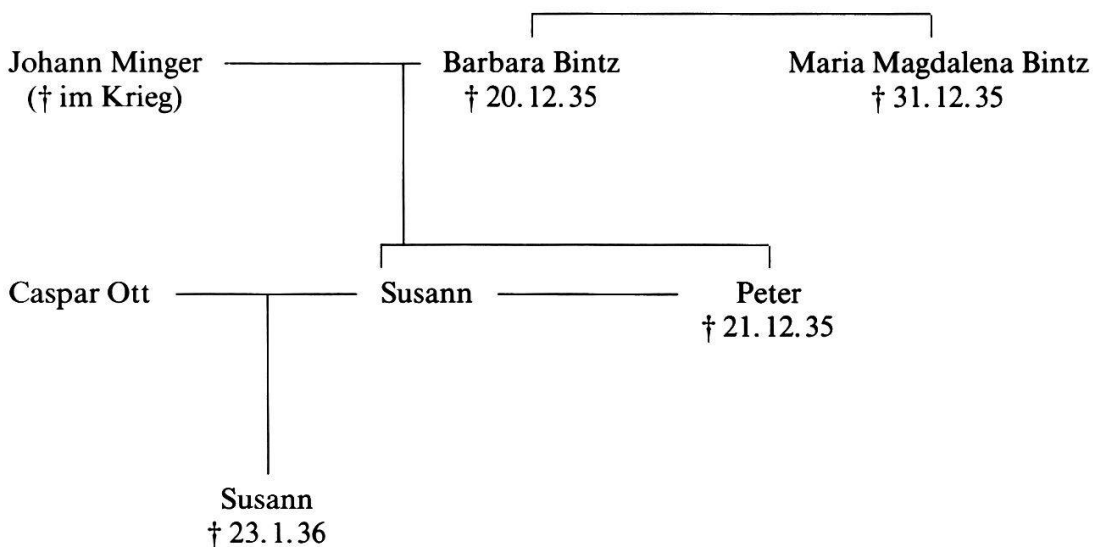 Johann Minger
(† im Krieg)
Barbara Bintz
† 20.12.35
Maria Magdalena Bintz
† 31.12.35
Caspar Ott
Susann
Peter
† 21.12.35
Susann
† 23.1.36